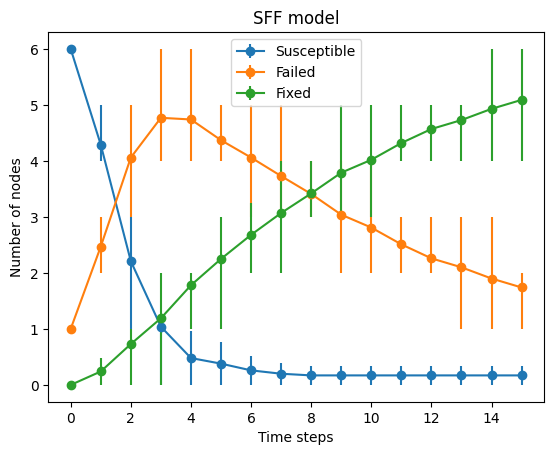 SFF model
Susceptible
Failed
Fixed
Number of nodes
6
5
4
3
2
1
0
0 2 4 6 8 10 12 14
Time steps